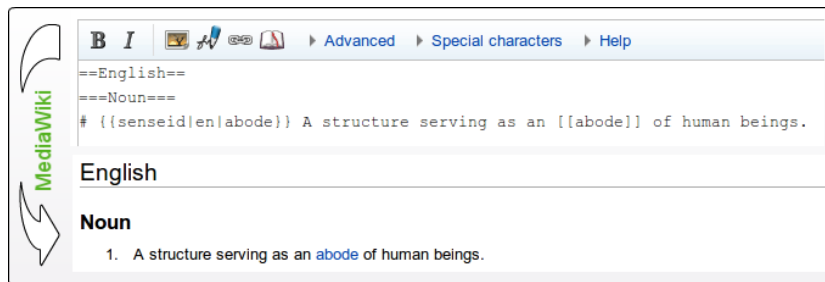 B I Advanced Special characters Help
==English==
===Noun===
# {{senseid|en|abode}} A structure serving as an [[abode]] of human beings.
MediaWiki
English
Noun
1. A structure serving as an abode of human beings.